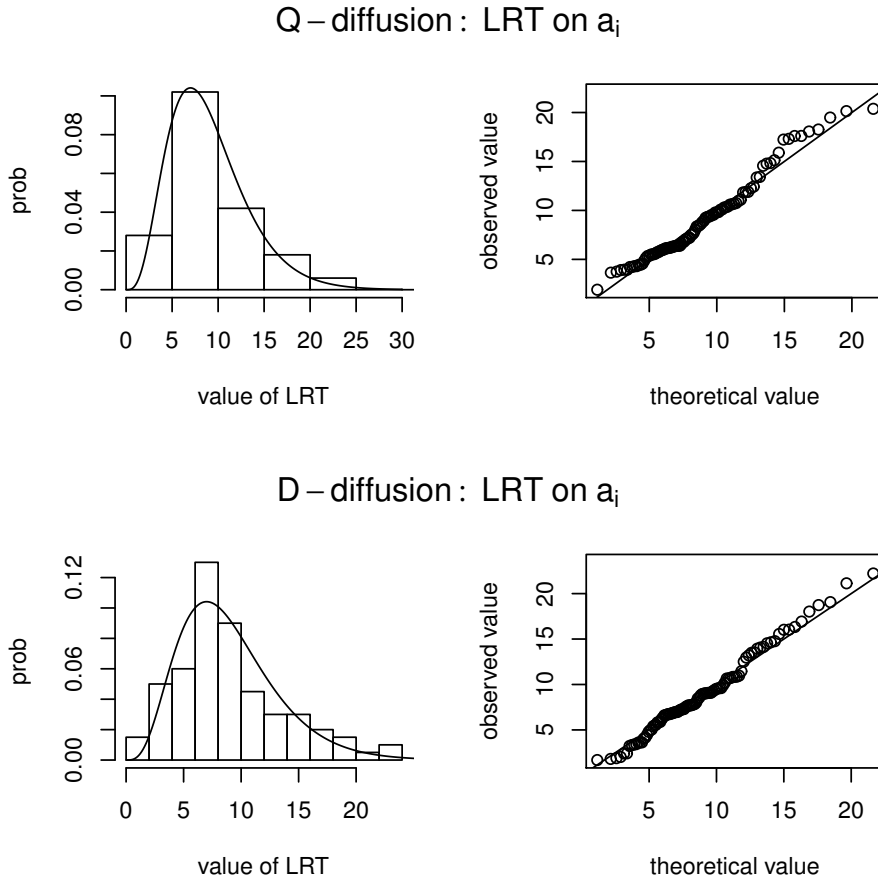 Q – diffusion : LRT on aᵢ
prob
0.00 0.04 0.08
0 5 10 15 20 25 30
value of LRT
observed value
5 10 15 20
5 10 15 20
theoretical value
D – diffusion : LRT on aᵢ
prob
0.00 0.06 0.12
0 5 10 15 20
value of LRT
observed value
5 10 15 20
5 10 15 20
theoretical value